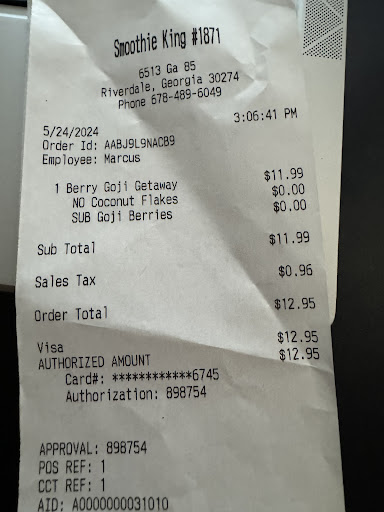 Smoothie King #1871
6513 Ga 85
Riverdale, Georgia 30274
Phone 678-489-6049
3:06:41 PM
5/24/2024
Order Id: AABJ9L9NACB9
Employee: Marcus
1 Berry Goji Getaway $11.99
NO Coconut Flakes $0.00
SUB Goji Berries $0.00
Sub Total $11.99
Sales Tax $0.96
Order Total $12.95
Visa $12.95
AUTHORIZED AMOUNT $12.95
Card#: ************6745
Authorization: 898754
APPROVAL: 898754
POS REF: 1
CCT REF: 1
AID: A0000000031010